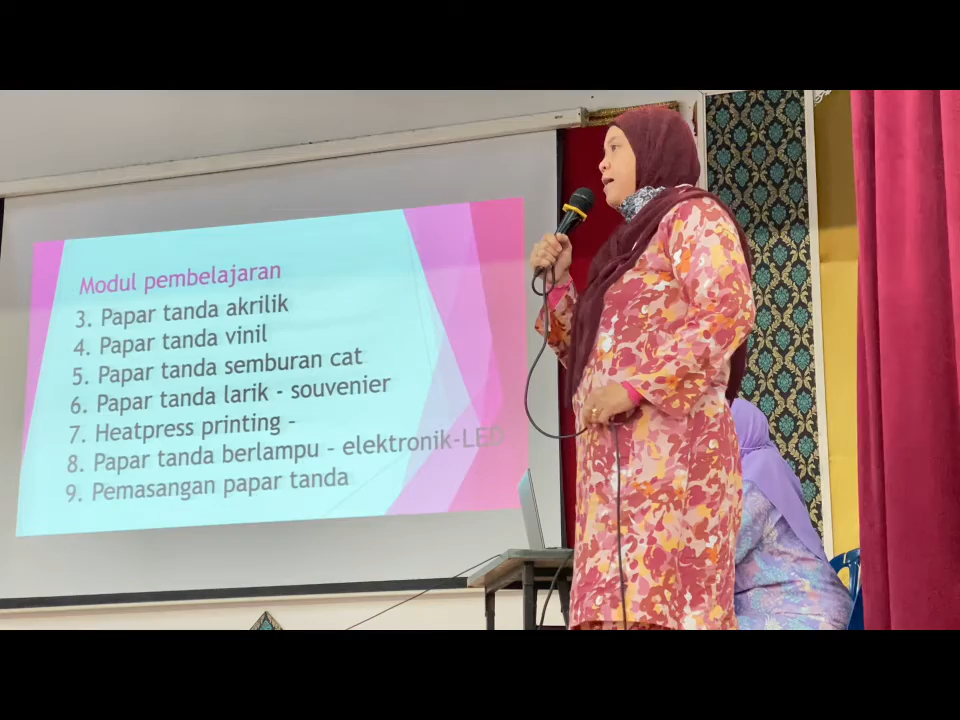 Modul pembelajaran
3. Papar tanda akrilik
4. Papar tanda vinil
5. Papar tanda semburan cat
6. Papar tanda larik - souvenier
7. Heatpress printing -
8. Papar tanda berlampu – elektronik-LED
9. Pemasangan papar tanda